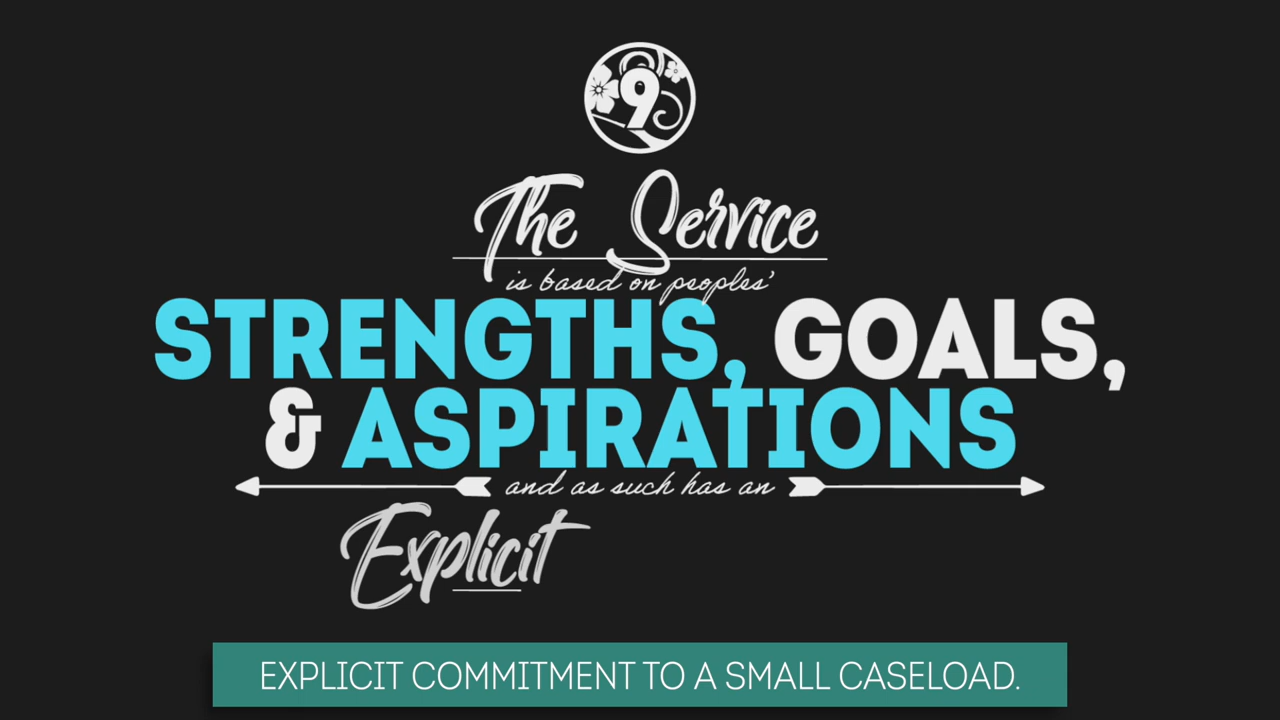 9
The Service
is based on peoples'
STRENGTHS, GOALS,
& ASPIRATIONS
and as such has an
Explicit
EXPLICIT COMMITMENT TO A SMALL CASELOAD.